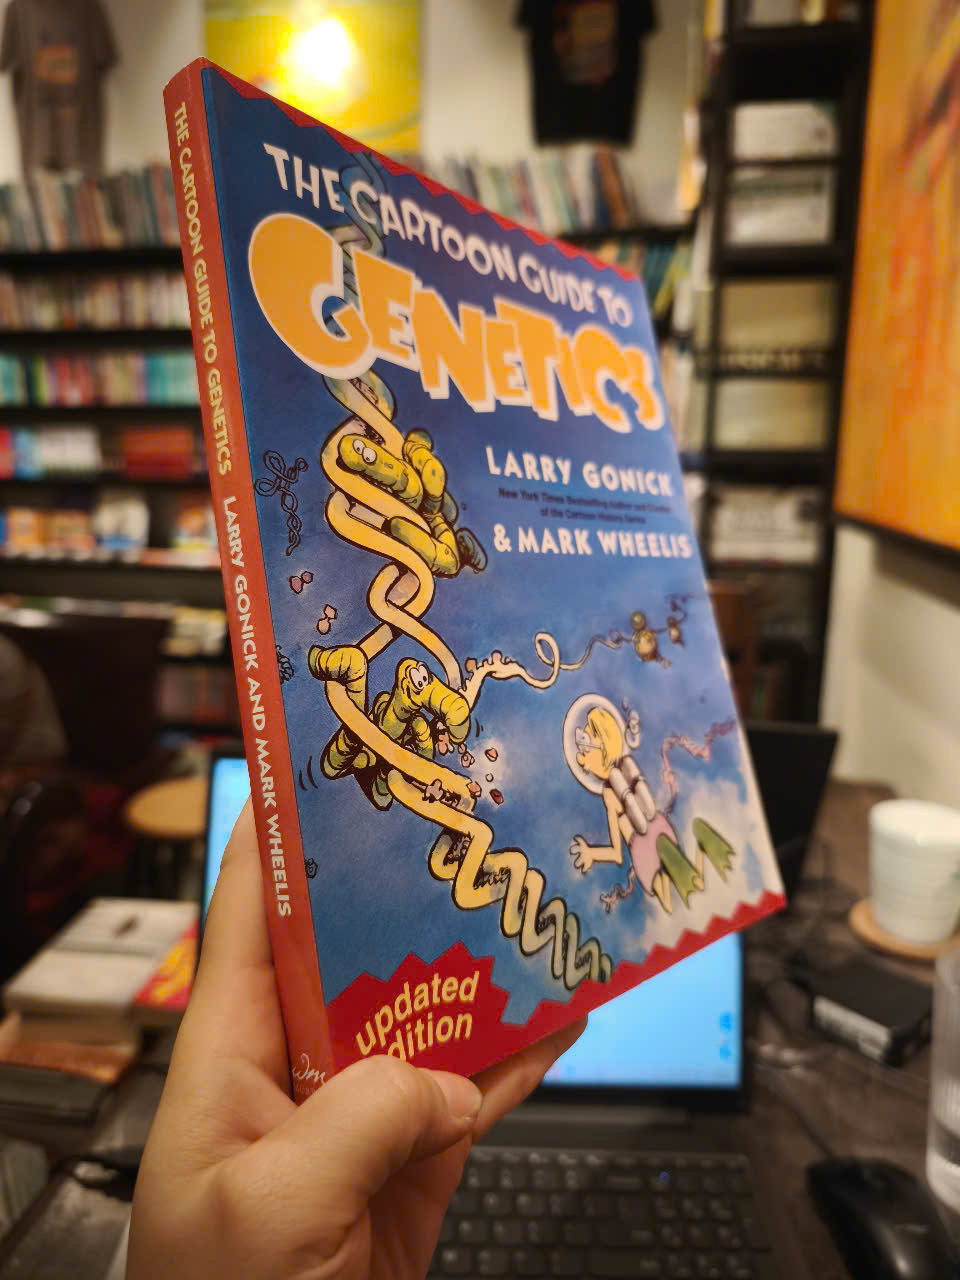 THE CARTOON GUIDE TO GENETICS LARRY GONICK AND MARK WHEELIS
THE CARTOON GUIDE TO
GENETICS
LARRY GONICK
New York Times Bestselling Author and Creator
of the Cartoon History Series
& MARK WHEELIS
updated
dition